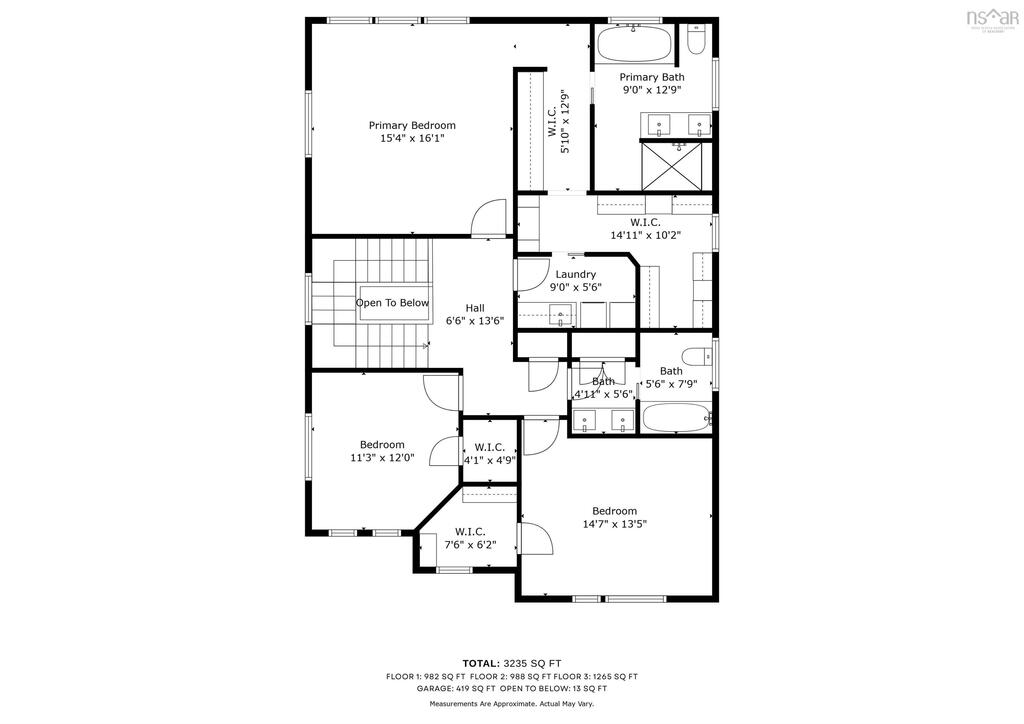 nsaar
Primary Bedroom
15'4" x 16'1"
W.I.C.
5'10" x 12'9"
Primary Bath
9'0" x 12'9"
W.I.C.
14'11" x 10'2"
Laundry
9'0" x 5'6"
Open To Below
Hall
6'6" x 13'6"
Bath
4'11" x 5'6"
Bath
5'6" x 7'9"
Bedroom
11'3" x 12'0"
W.I.C.
4'1" x 4'9"
W.I.C.
7'6" x 6'2"
Bedroom
14'7" x 13'5"
TOTAL: 3235 SQ FT
FLOOR 1: 982 SQ FT FLOOR 2: 988 SQ FT FLOOR 3: 1265 SQ FT
GARAGE: 419 SQ FT OPEN TO BELOW: 13 SQ FT
Measurements Are Approximate. Actual May Vary.